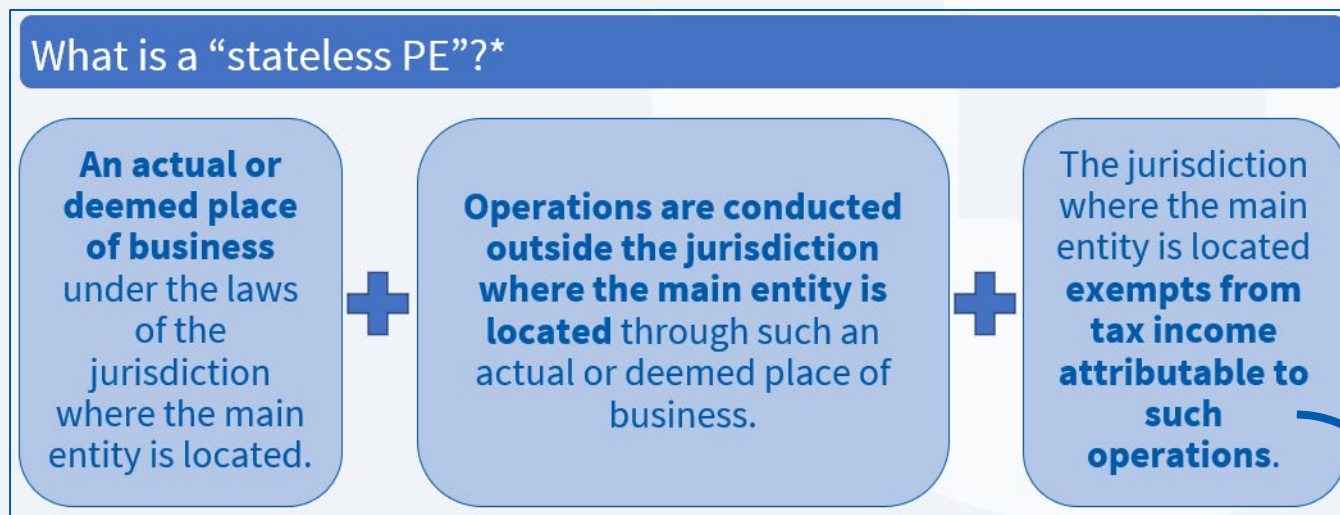 What is a “stateless PE”?*
An actual or
deemed place
of business
under the laws
of the
jurisdiction
where the main
entity is located.
Operations are conducted
outside the jurisdiction
where the main entity is
located through such an
actual or deemed place of
business.
The jurisdiction
where the main
entity is located
exempts from
tax income
attributable to
such
operations.